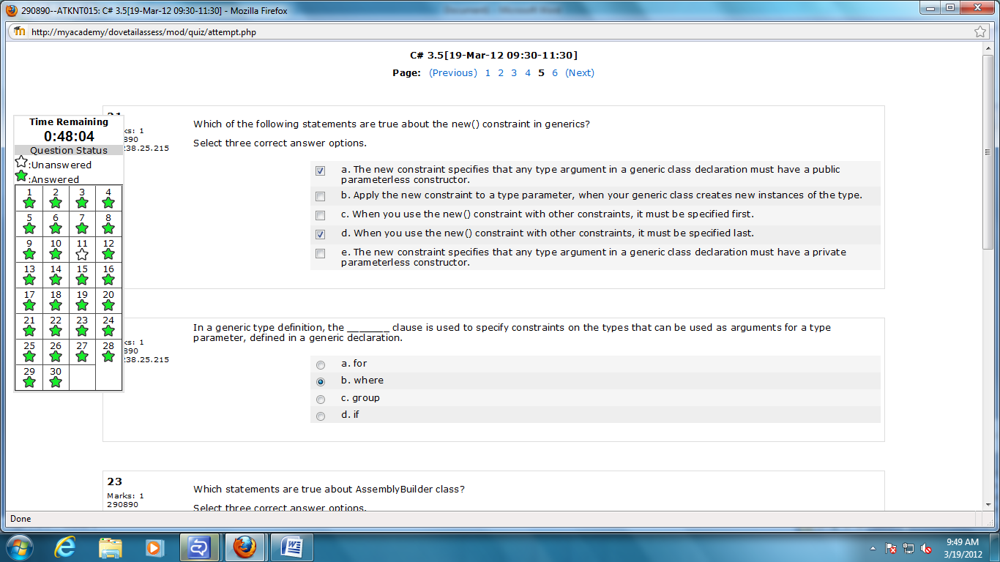 290890--ATKNT015: C# 3.5[19-Mar-12 09:30-11:30] - Mozilla Firefox
http://myacademy/dovetailassess/mod/quiz/attempt.php
C# 3.5[19-Mar-12 09:30-11:30]
Page: (Previous) 1 2 3 4 5 6 (Next)
Time Remaining
0:48:04
Question Status
:Unanswered
:Answered
1 2 3 4
5 6 7 8
9 10 11 12
13 14 15 16
17 18 19 20
21 22 23 24
25 26 27 28
29 30
ks: 1
890
238.25.215
Which of the following statements are true about the new() constraint in generics?
Select three correct answer options.
a. The new constraint specifies that any type argument in a generic class declaration must have a public
parameterless constructor.
b. Apply the new constraint to a type parameter, when your generic class creates new instances of the type.
c. When you use the new() constraint with other constraints, it must be specified first.
d. When you use the new() constraint with other constraints, it must be specified last.
e. The new constraint specifies that any type argument in a generic class declaration must have a private
parameterless constructor.
ks: 1
890
238.25.215
In a generic type definition, the _______ clause is used to specify constraints on the types that can be used as arguments for a type
parameter, defined in a generic declaration.
a. for
b. where
c. group
d. if
23
Marks: 1
290890
Which statements are true about AssemblyBuilder class?
Select three correct answer options.
Done
9:49 AM
3/19/2012